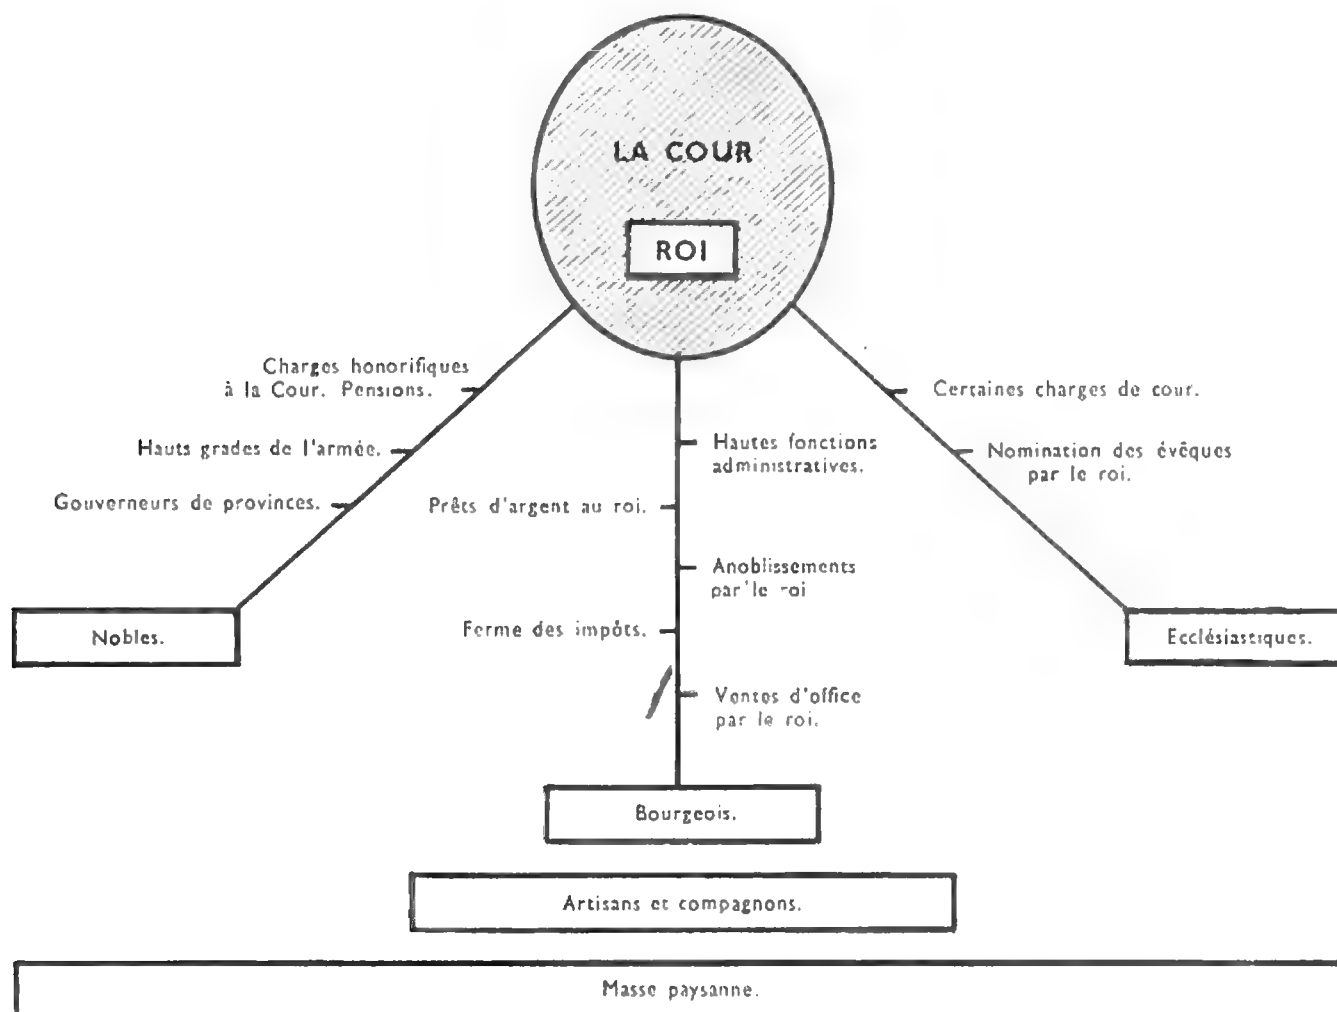 LA COUR
ROI
Charges honorifiques
à la Cour. Pensions.
Hauts grades de l'armée.
Gouverneurs de provinces.
Hautes fonctions
administratives.
Prêts d'argent au roi.
Anoblissements
par le roi
Ferme des impôts.
Ventes d'office
par le roi.
Certaines charges de cour.
Nomination des évêques
par le roi.
Nobles.
Ecclésiastiques.
Bourgeois.
Artisans et compagnons.
Masse paysanne.